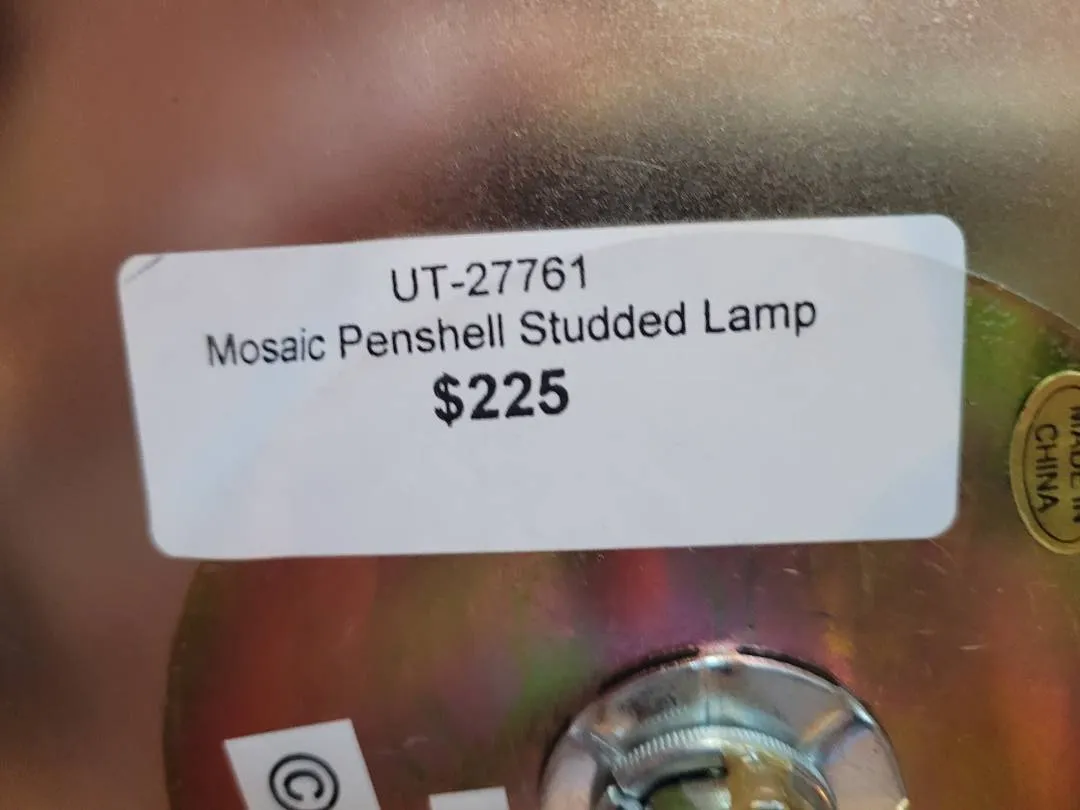 UT-27761
Mosaic Penshell Studded Lamp
$225
MADE IN
CHINA
©